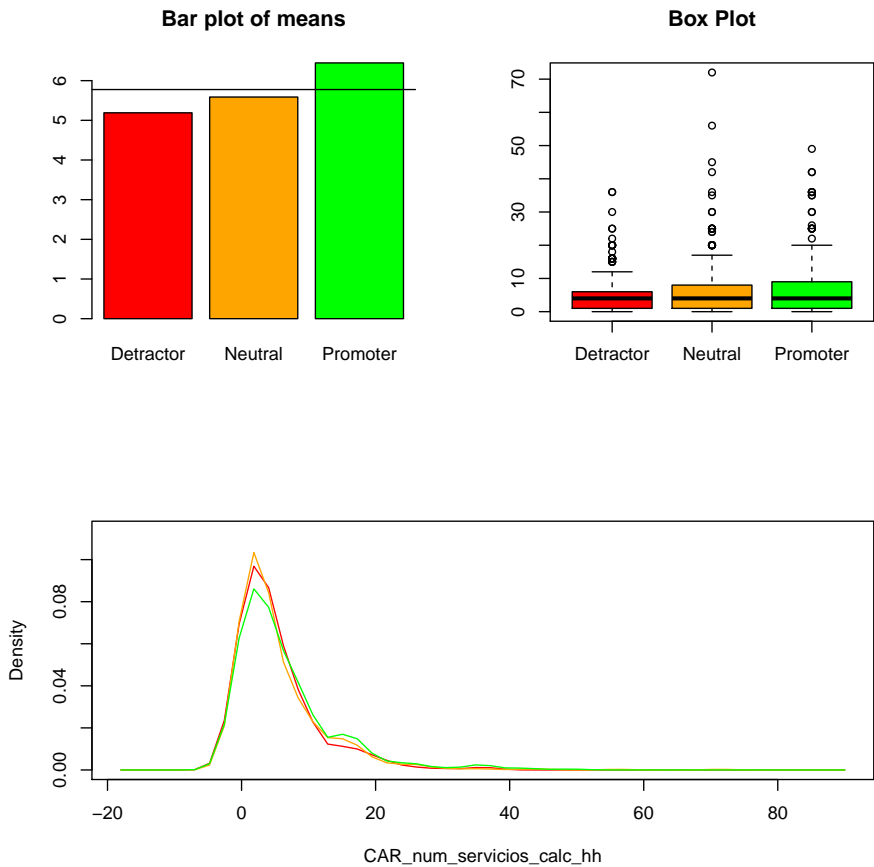 Bar plot of means
6
5
4
3
2
1
0
Detractor Neutral Promoter
Box Plot
70
50
30
10
0
Detractor Neutral Promoter
Density
0.08
0.04
0.00
−20 0 20 40 60 80
CAR_num_servicios_calc_hh